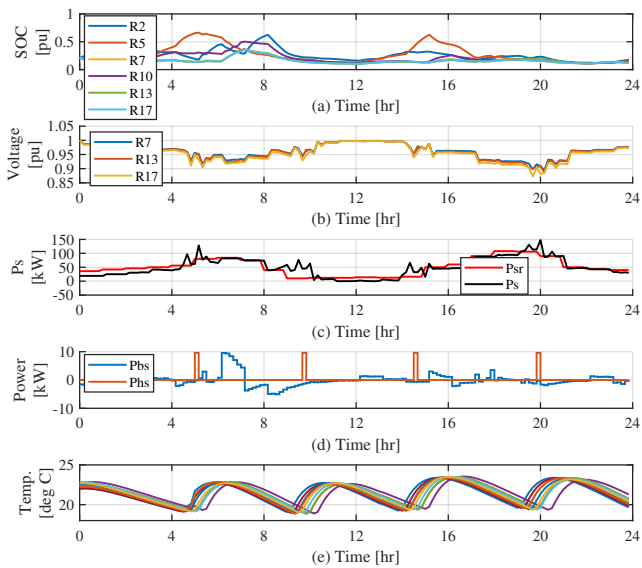 1
0.5
0
SOC
[pu]
R2
R5
R7
R10
R13
R17
0 4 8 12 16 20 24
(a) Time [hr]
1.05
0.95
0.85
Voltage
[pu]
R7
R13
R17
0 4 8 12 16 20 24
(b) Time [hr]
150
100
50
0
-50
Ps
[kW]
Psr
Ps
0 4 8 12 16 20 24
(c) Time [hr]
10
0
-10
Power
[kW]
Pbs
Phs
0 4 8 12 16 20 24
(d) Time [hr]
25
20
Temp.
[deg C]
0 4 8 12 16 20 24
(e) Time [hr]